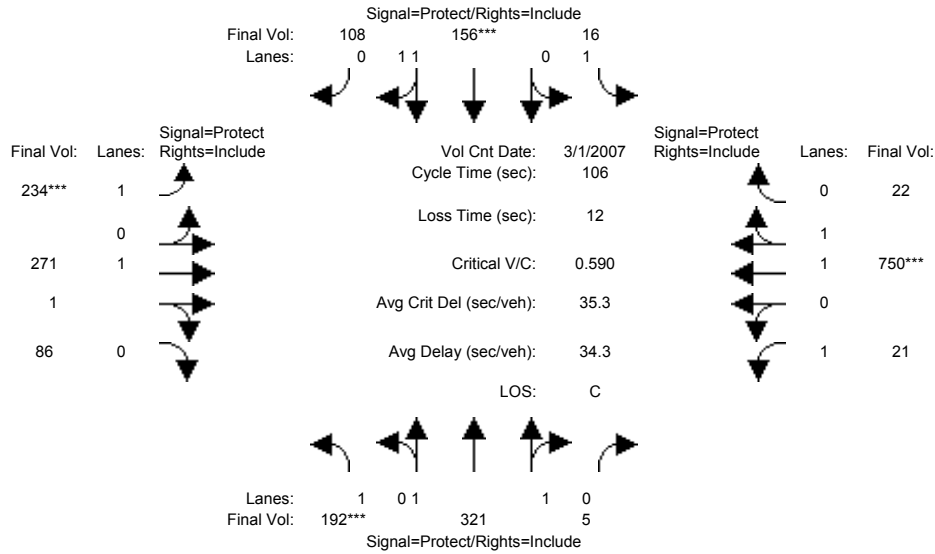 Signal=Protect/Rights=Include
Final Vol: 108 156*** 16
Lanes: 0 1 1 0 1
Signal=Protect
Final Vol: Lanes: Rights=Include
Vol Cnt Date: 3/1/2007
Signal=Protect
Rights=Include Lanes: Final Vol:
Cycle Time (sec): 106
234*** 1
0 22
Loss Time (sec): 12
0
1
271 1
Critical V/C: 0.590
1 750***
1
Avg Crit Del (sec/veh): 35.3
0
86 0
Avg Delay (sec/veh): 34.3
1 21
LOS: C
Lanes: 1 0 1 1 0
Final Vol: 192*** 321 5
Signal=Protect/Rights=Include